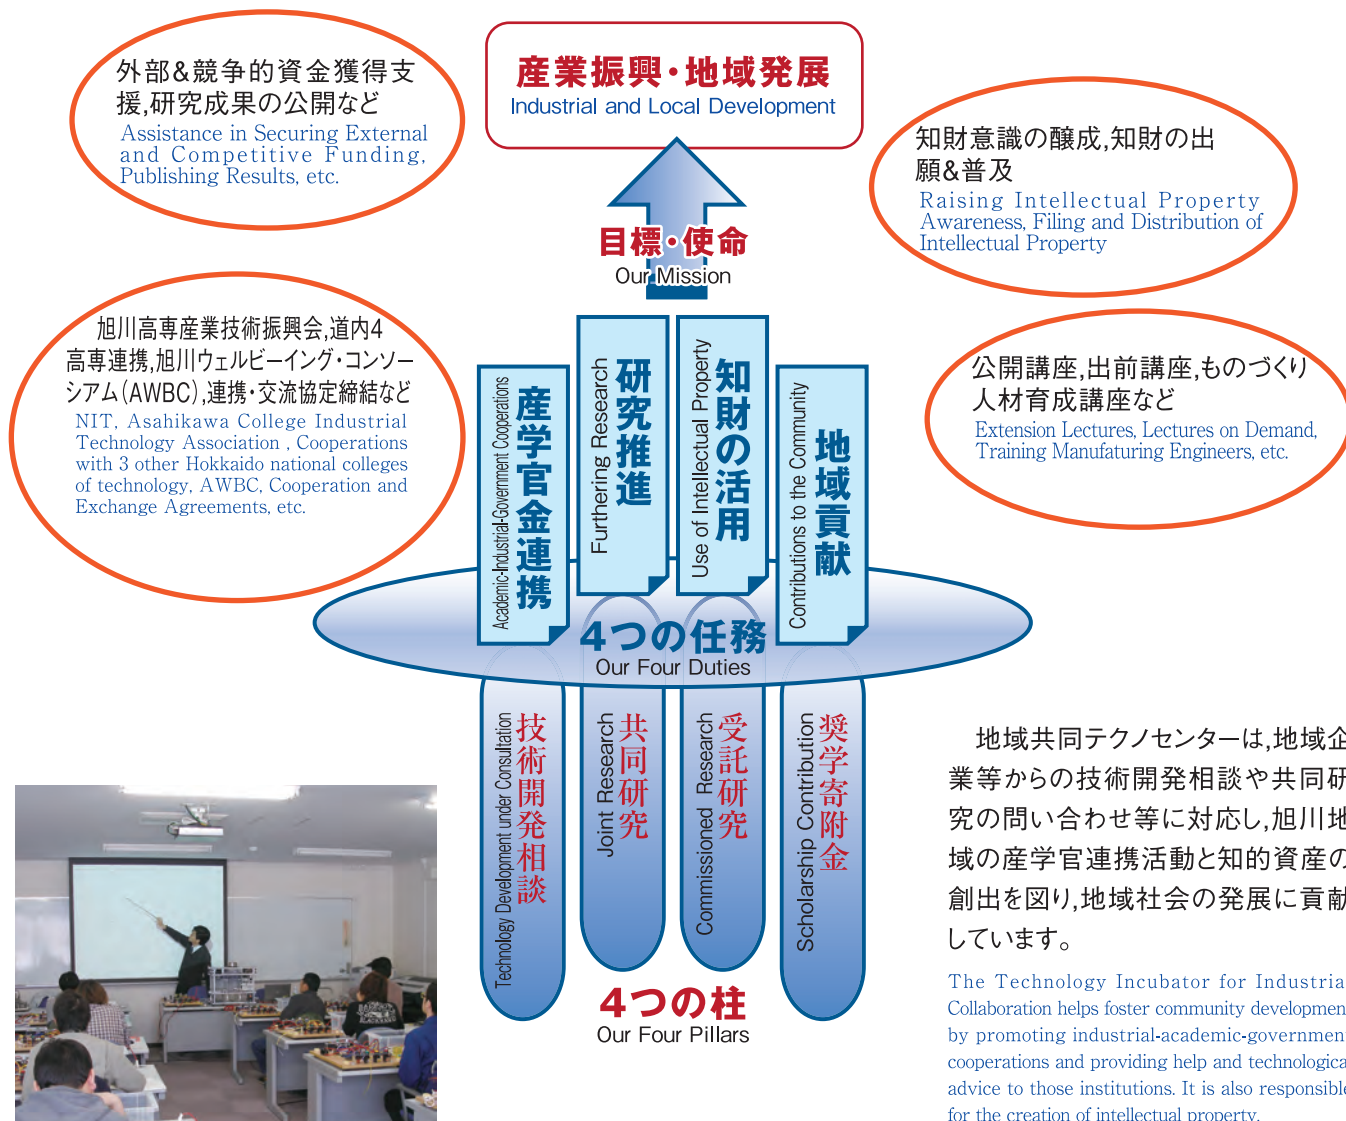 産業振興・地域発展
Industrial and Local Development
外部&競争的資金獲得支
援,研究成果の公開など
Assistance in Securing External
and Competitive Funding,
Publishing Results, etc.
知財意識の醸成,知財の出
願&普及
Raising Intellectual Property
Awareness, Filing and Distribution of
Intellectual Property
目標・使命
Our Mission
旭川高専産業技術振興会,道内4
高専連携,旭川ウェルビーイング・コンソー
シアム(AWBC),連携・交流協定締結など
NIT, Asahikawa College Industrial
Technology Association , Cooperations
with 3 other Hokkaido national colleges
of technology, AWBC, Cooperation and
Exchange Agreements, etc.
公開講座,出前講座,ものづくり
人材育成講座など
Extension Lectures, Lectures on Demand,
Training Manufaturing Engineers, etc.
産学官金連携
Academic-Industrial-Government Cooperations
研究推進
Furthering Research
知財の活用
Use of Intellectual Property
地域貢献
Contributions to the Community
4つの任務
Our Four Duties
技術開発相談
Technology Development under Consultation
共同研究
Joint Research
受託研究
Commissioned Research
奨学寄附金
Scholarship Contribution
4つの柱
Our Four Pillars
地域共同テクノセンターは,地域企
業等からの技術開発相談や共同研
究の問い合わせ等に対応し,旭川地
域の産学官連携活動と知的資産の
創出を図り,地域社会の発展に貢献
しています。
The Technology Incubator for Industria
Collaboration helps foster community developmen
by promoting industrial-academic-government
cooperations and providing help and technologica
advice to those institutions. It is also responsible
for the creation of intellectual property.